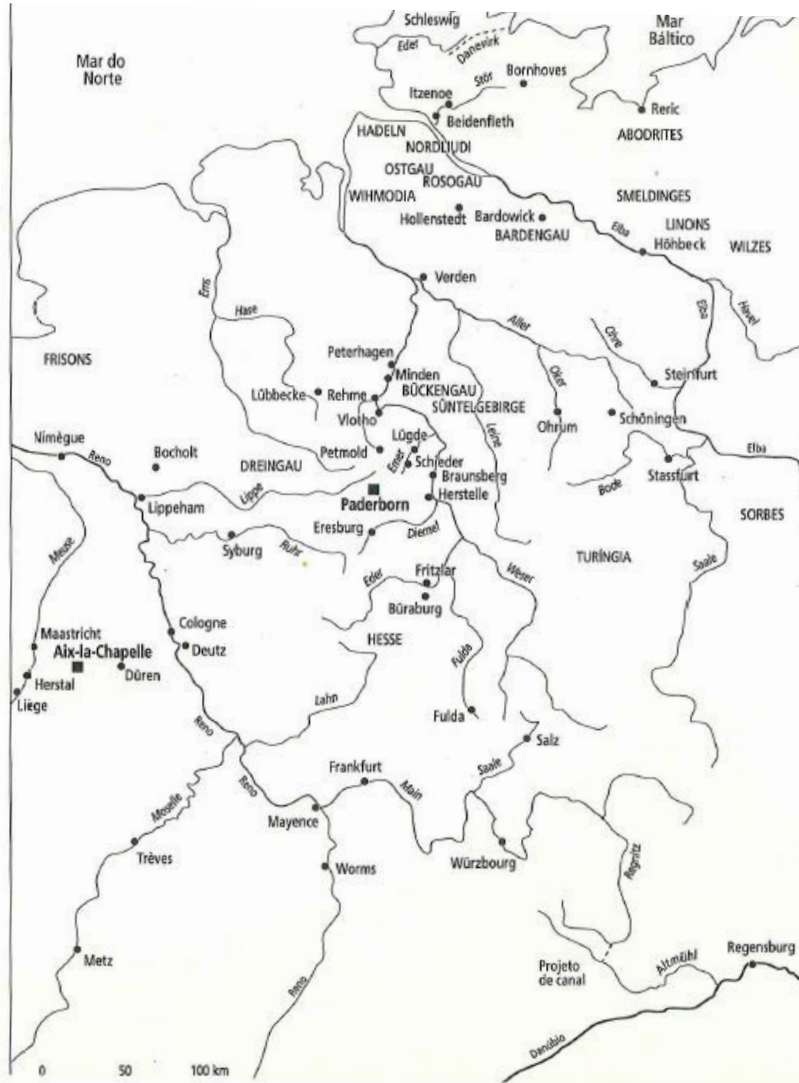 Schleswig
Mar
Báltico
Mar do
Norte
Eder
Danevirk
Bornhoves
Stör
Itzenoe
Reric
Beidenfleth
HADELN
ABODRITES
NORDLIUDI
OSTGAU
ROSOGAU
WIHMODIA
SMELDINGES
Hollenstedt
Bardowick
LINONS
BARDENGAU
Elba
Höhbeck
WILZES
Verden
Ems
Elba
Havel
Hase
Aller
Ohre
Peterhagen
FRISONS
Minden
Steinfurt
BÜCKENGAU
Oker
Lûbbecke
Rehme
SÛNTELGEBIRGE
Vlotho
Schöningen
Ohrum
Leine
Lûgde
Nimègue
Reno
Bocholt
Petmold
Elba
Emer
DREINGAU
Schieder
Stassfurt
Braunsberg
Bode
Lippe
Lippeham
Paderborn
Herstelle
SORBES
Eresburg
Diemel
Meuse
Syburg
Ruhr
TURÍNGIA
Saale
Eder
Fritzlar
Weser
Büraburg
Cologne
Maastricht
HESSE
Aix-la-Chapelle
Deutz
Fulda
Düren
Herstal
Liège
Lahn
Reno
Fulda
Salz
Frankfurt
Saale
Reno
Main
Moselle
Mayence
Trèves
Worms
Würzbourg
Regnitz
Metz
Regensburg
Projeto
de canal
Altmühl
Reno
Danúbio
0 50 100 km